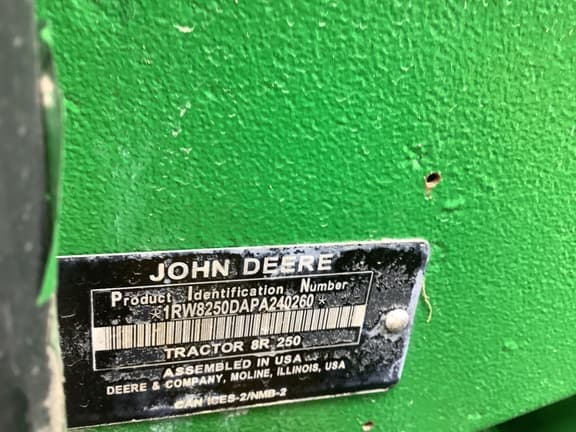 JOHN DEERE
Product Identification Number
*1RW8250DAPA240260*
TRACTOR 8R 250
ASSEMBLED IN USA
DEERE & COMPANY, MOLINE, ILLINOIS, USA
CAN ICES-2/NMB-2